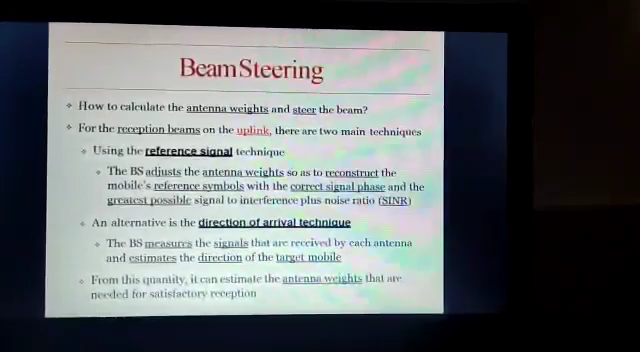 Beam Steering
How to calculate the antenna weights and steer the beam?
For the reception beams on the uplink, there are two main techniques
Using the reference signal technique
The BS adjusts the antenna weights so as to reconstruct the
mobile's reference symbols with the correct signal phase and the
greatest possible signal to interference plus noise ratio (SINR)
An alternative is the direction of arrival technique
The BS measures the signals that are received by each antenna
and estimates the direction of the target mobile
From this quantity, it can estimate the antenna weights that are
needed for satisfactory reception